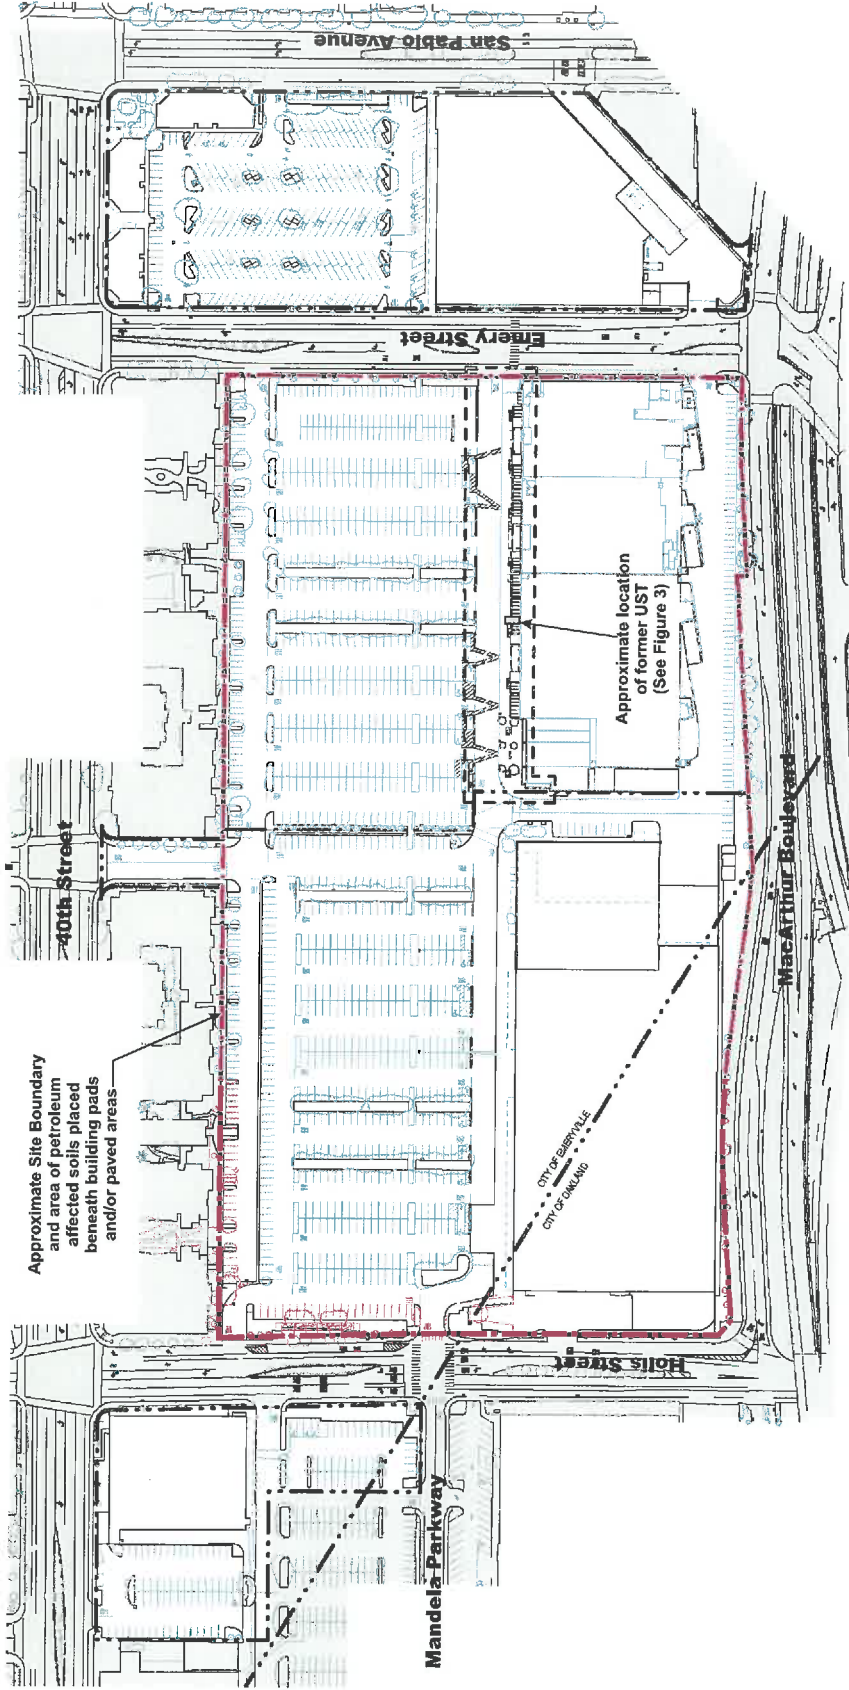 San Pablo Avenue
Emery Street
40th Street
Approximate location
of former UST
(See Figure 3)
MacArthur Boulevard
Approximate Site Boundary
and area of petroleum
affected soils placed
beneath building pads
and/or paved areas
CITY OF EMERYVILLE
CITY OF OAKLAND
Hollis Street
Mandela Parkway